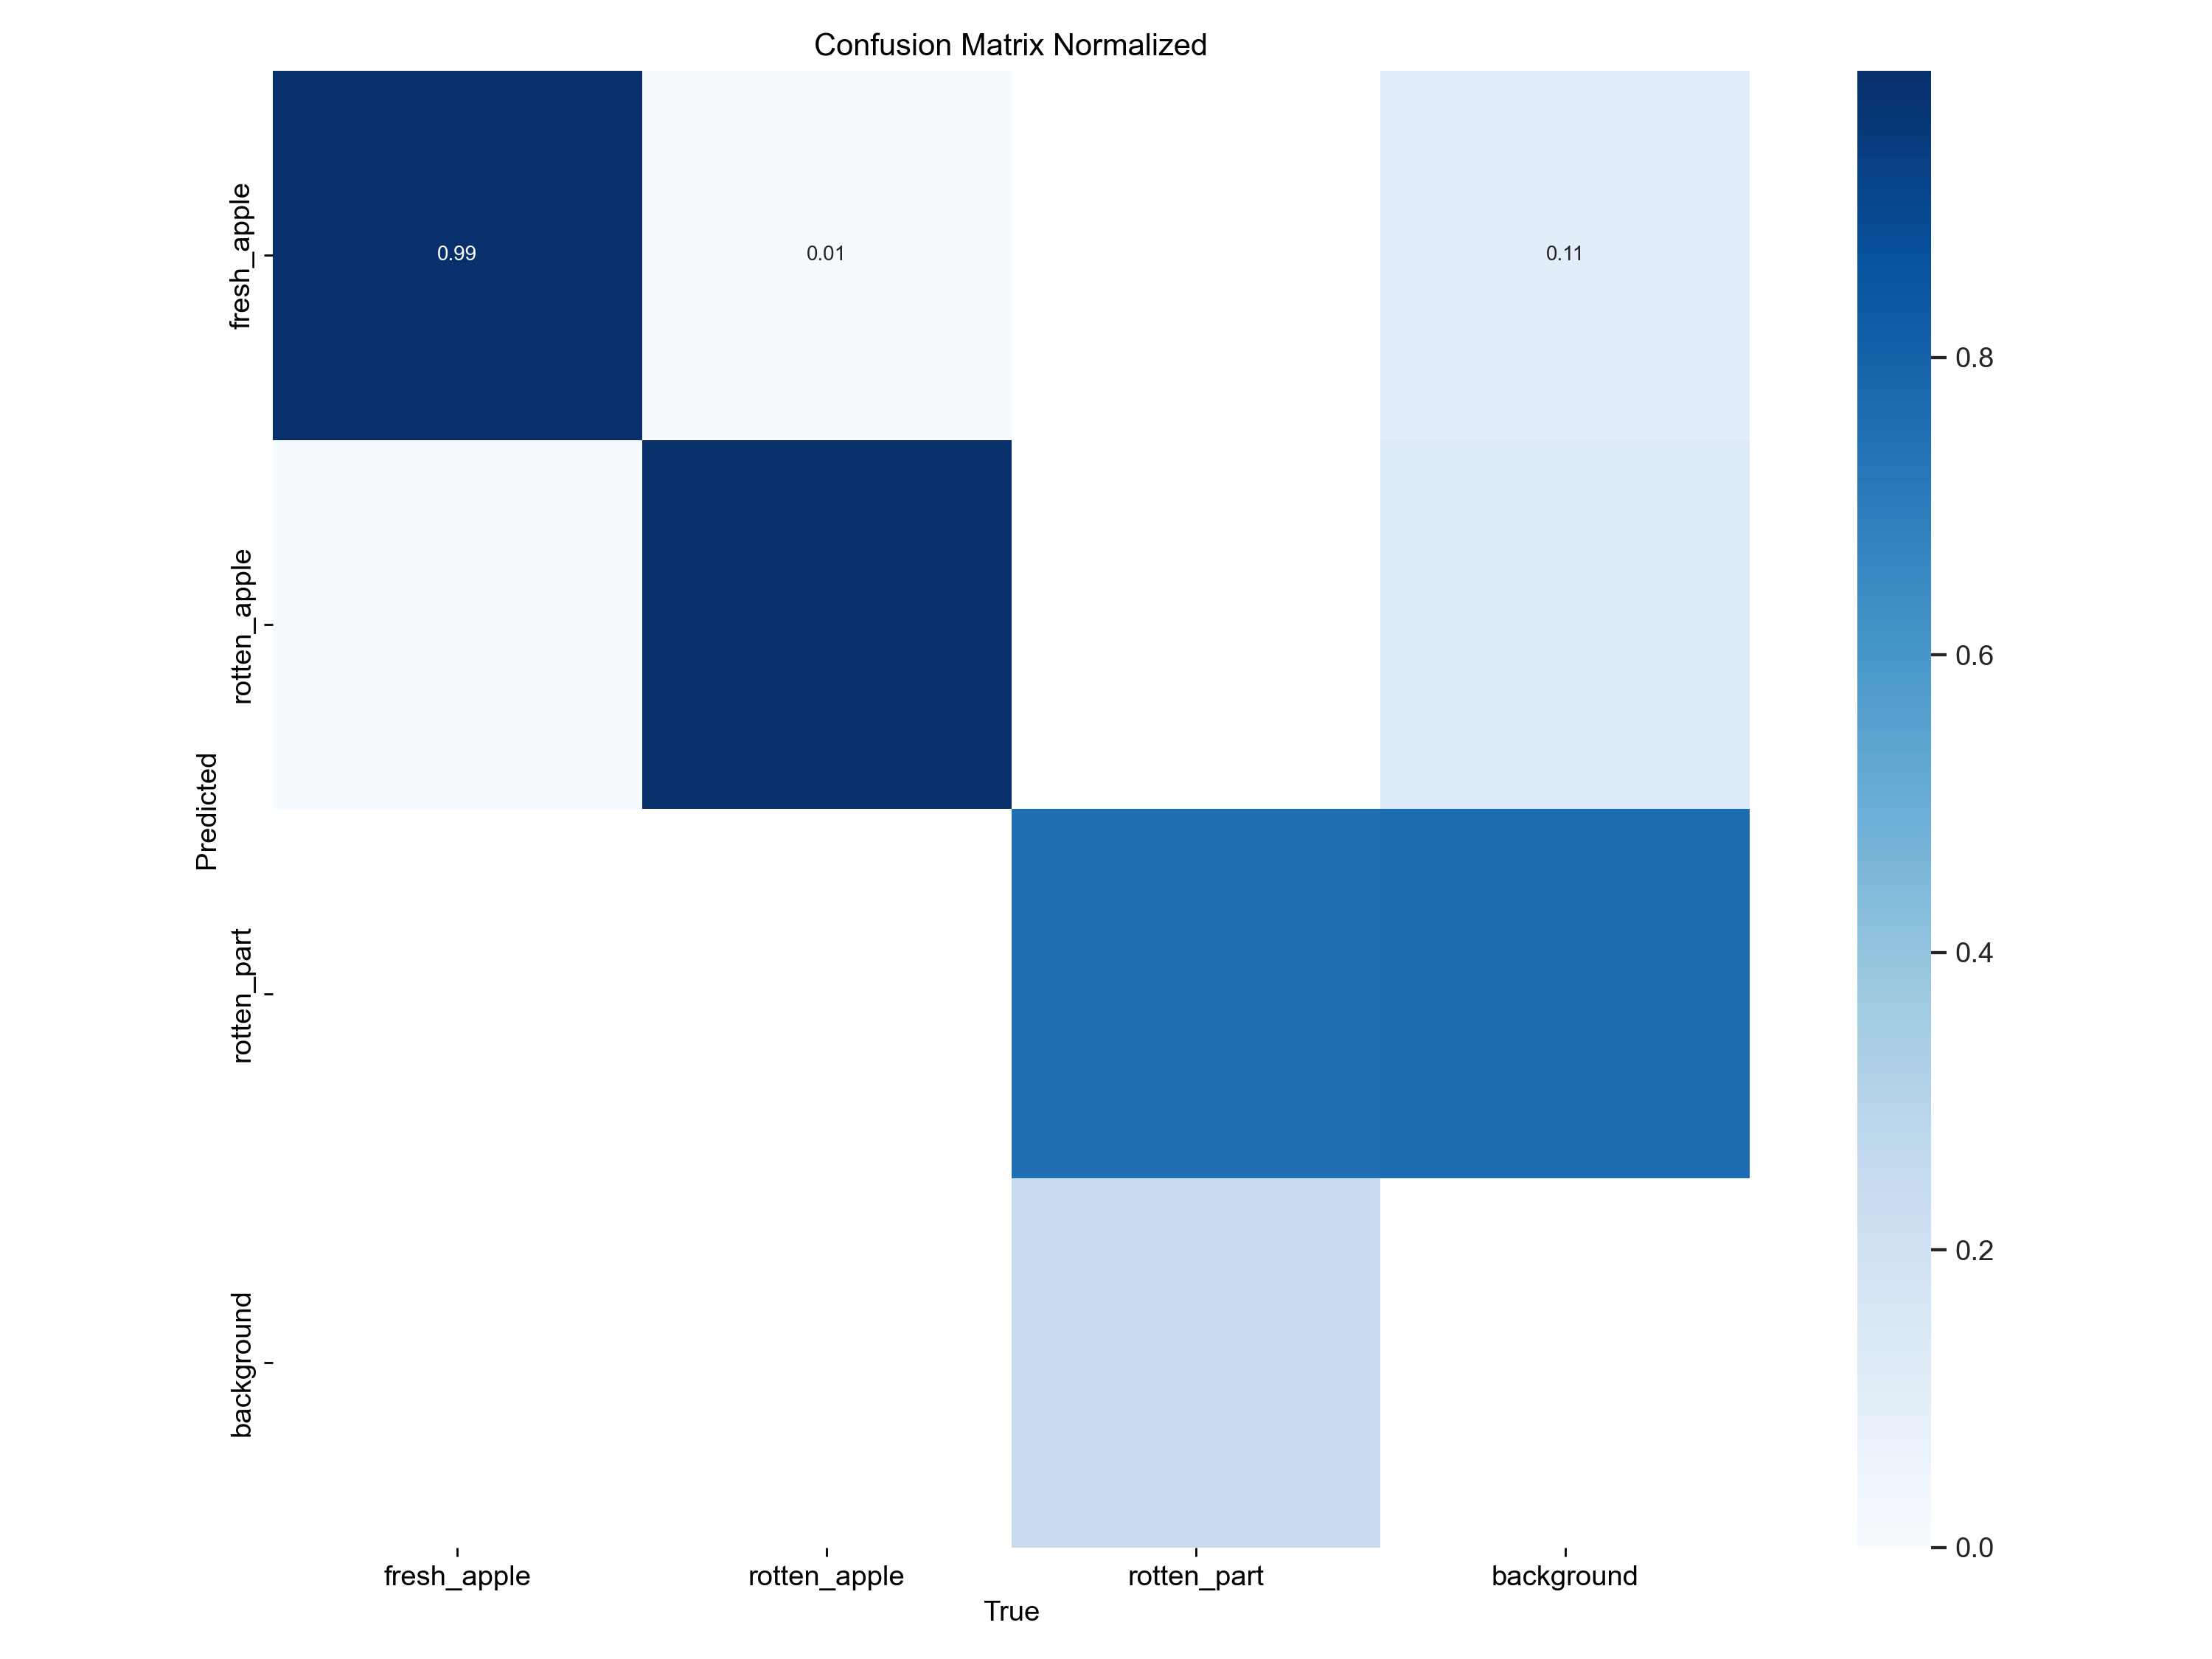 Confusion Matrix Normalized
fresh_apple
0.99
0.01
0.11
rotten_apple
Predicted
rotten_part
background
fresh_apple
rotten_apple
rotten_part
background
True
0.8
0.6
0.4
0.2
0.0